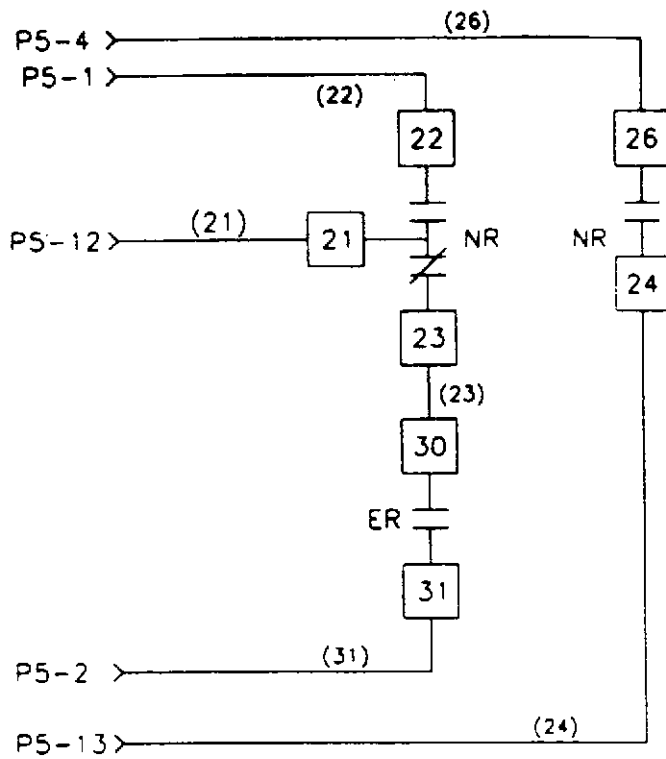 (26)
P5-4
P5-1
(22)
22
26
(21)
P5-12
21
NR
NR
24
23
(23)
30
ER
31
(31)
P5-2
(24)
P5-13